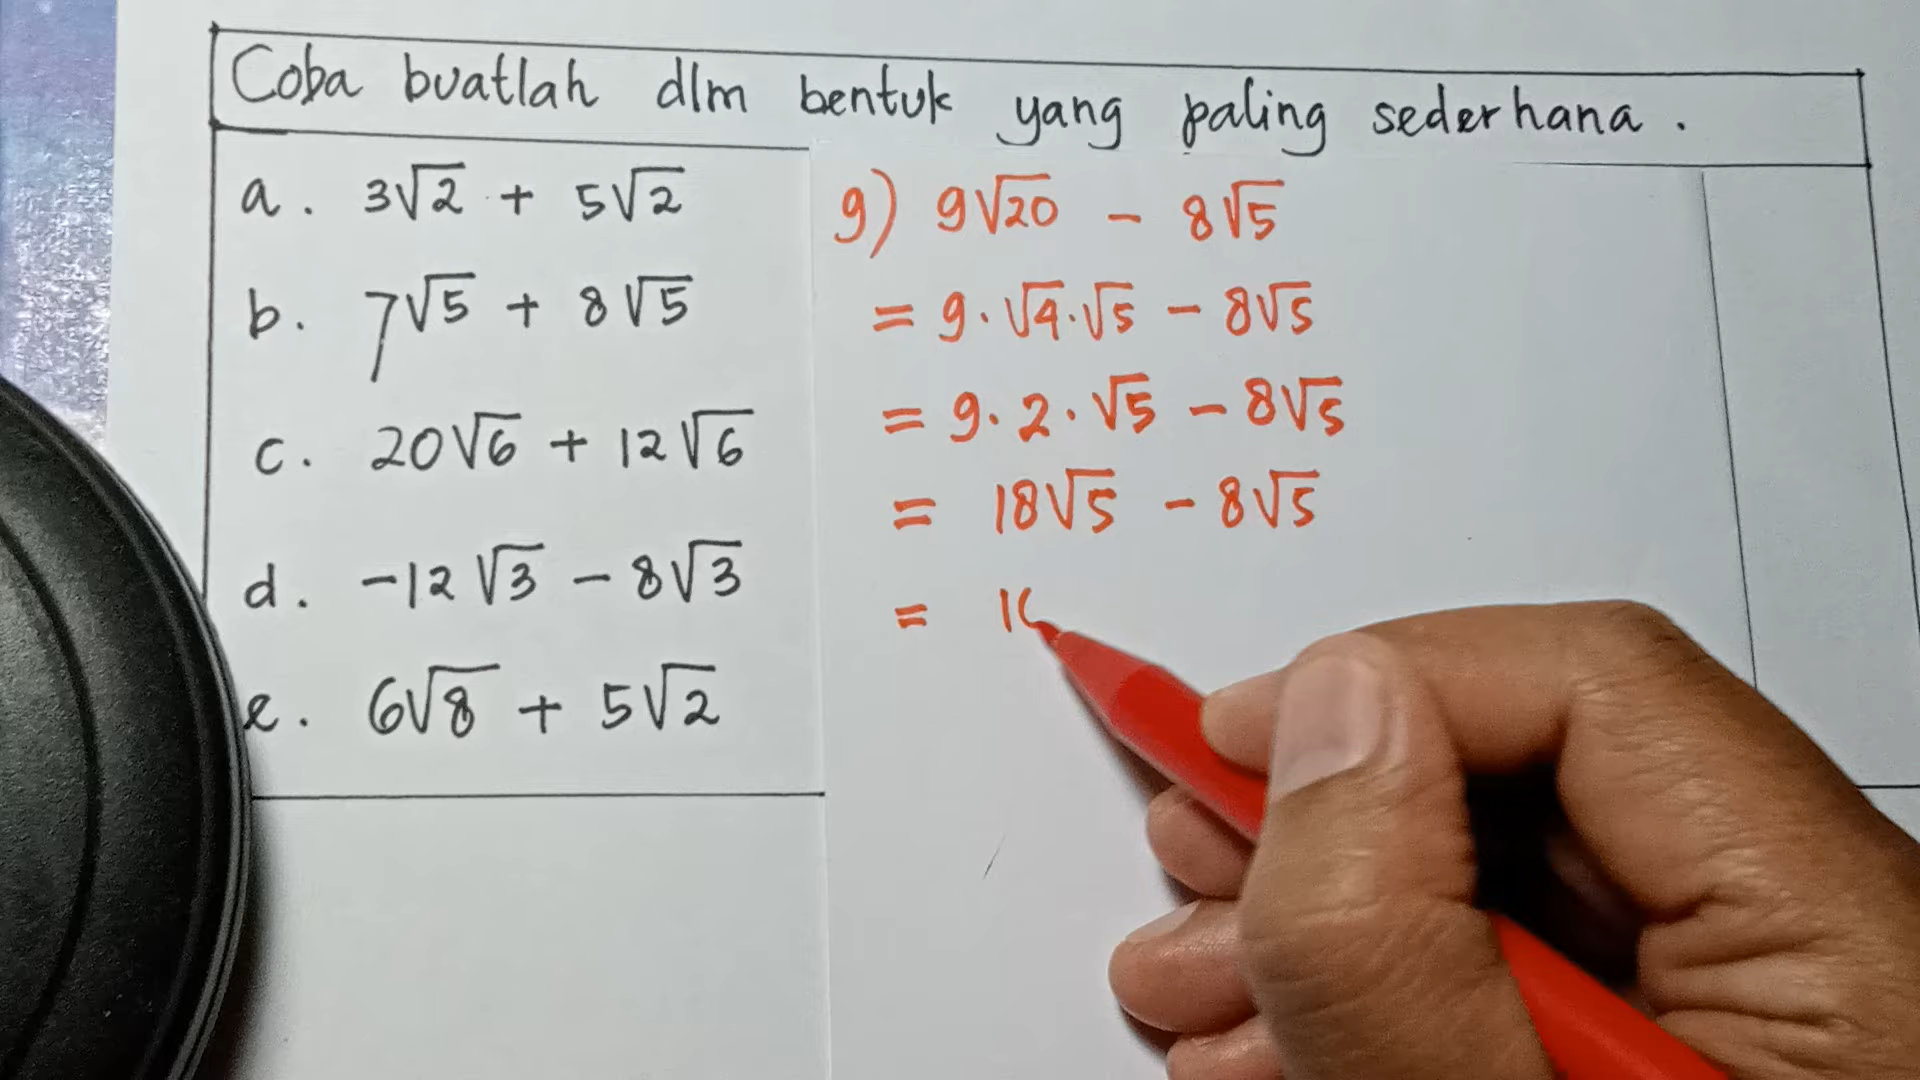 Coba buatlah dlm bentuk yang paling sederhana.
a. 3√2 + 5√2
b. 7√5 + 8√5
c. 20√6 + 12√6
d. -12√3 - 8√3
e. 6√8 + 5√2
g) 9√20 - 8√5
= 9·√4·√5 - 8√5
= 9·2·√5 - 8√5
= 18√5 - 8√5
= 1